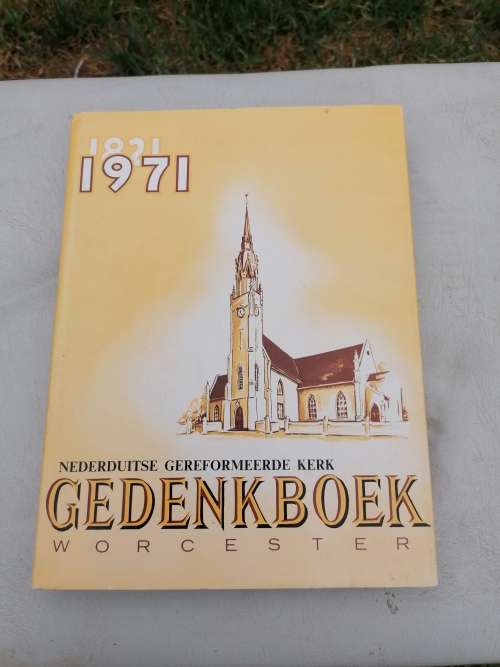 1821
1971
NEDERDUITSE GEREFORMEERDE KERK
GEDENKBOEK
WORCESTER